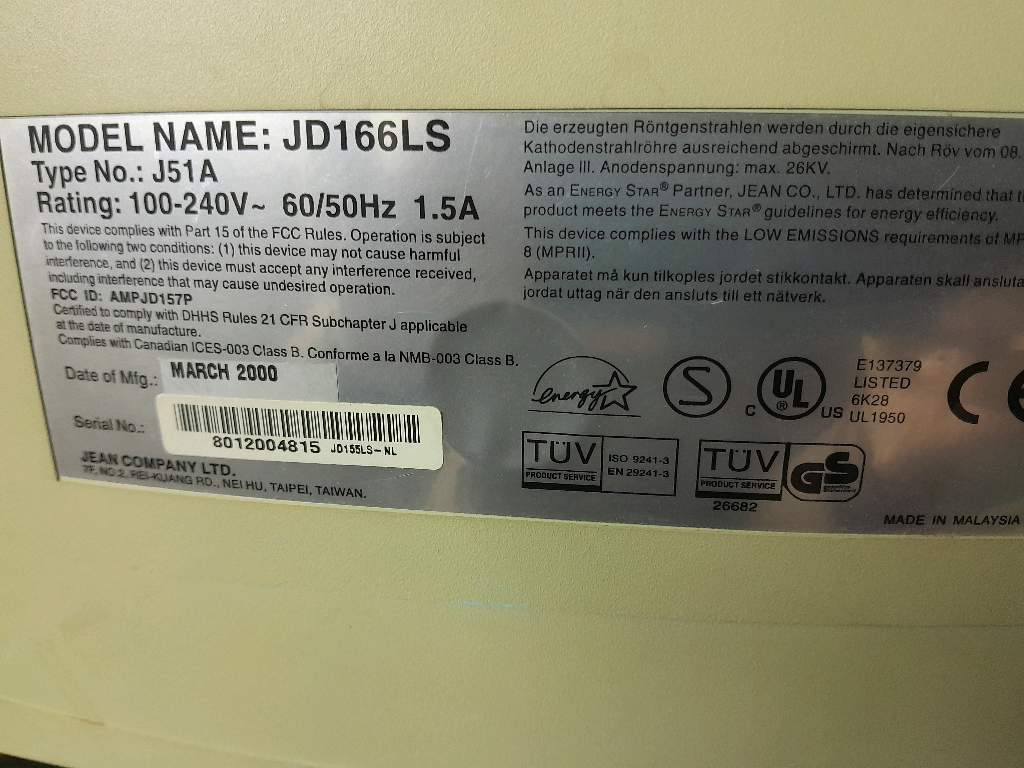 MODEL NAME: JD166LS
Type No.: J51A
Rating: 100-240V~ 60/50Hz 1.5A
This device complies with Part 15 of the FCC Rules. Operation is subject
to the following two conditions: (1) this device may not cause harmful
interference, and (2) this device must accept any interference received,
including interference that may cause undesired operation.
FCC ID: AMPJD157P
Certified to comply with DHHS Rules 21 CFR Subchapter J applicable
at the date of manufacture.
Complies with Canadian ICES-003 Class B. Conforme a la NMB-003 Class B.
Date of Mfg.: MARCH 2000
Serial No.:
8012004815 JD155LS-NL
JEAN COMPANY LTD.
7F, NO.2, REI-KUANG RD., NEI HU, TAIPEI, TAIWAN.
Die erzeugten Röntgenstrahlen werden durch die eigensichere
Kathodenstrahlröhre ausreichend abgeschirmt. Nach Röv vom 08.
Anlage III. Anodenspannung: max. 26KV.
As an ENERGY STAR® Partner, JEAN CO., LTD. has determined that
product meets the ENERGY STAR® guidelines for energy efficiency.
This device complies with the LOW EMISSIONS requirements of
8 (MPRII).
Apparatet må kun tilkoples jordet stikkontakt. Apparaten skall
jordat uttag när den ansluts till ett nätverk.
energy
S
C UL® US
E137379
LISTED
6K28
UL1950
CE
TÜV
PRODUCT SERVICE
ISO 9241-3
EN 29241-3
TÜV
PRODUCT SERVICE
GS
26682
MADE IN MALAYSIA